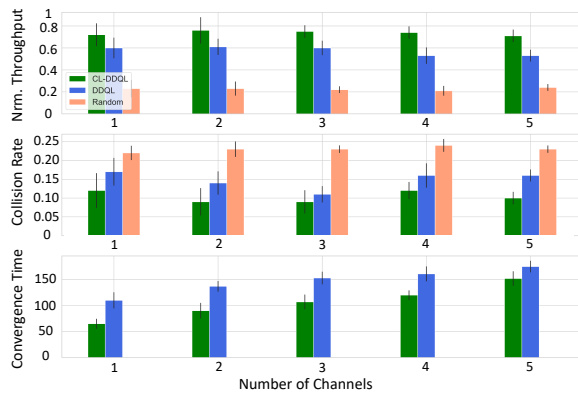 Nrm. Throughput
1
0.8
0.6
0.4
0.2
0
CL-DDQL
DDQL
Random
1 2 3 4 5
Collision Rate
0.25
0.20
0.15
0.10
0.05
0
1 2 3 4 5
Convergence Time
150
100
50
0
1 2 3 4 5
Number of Channels